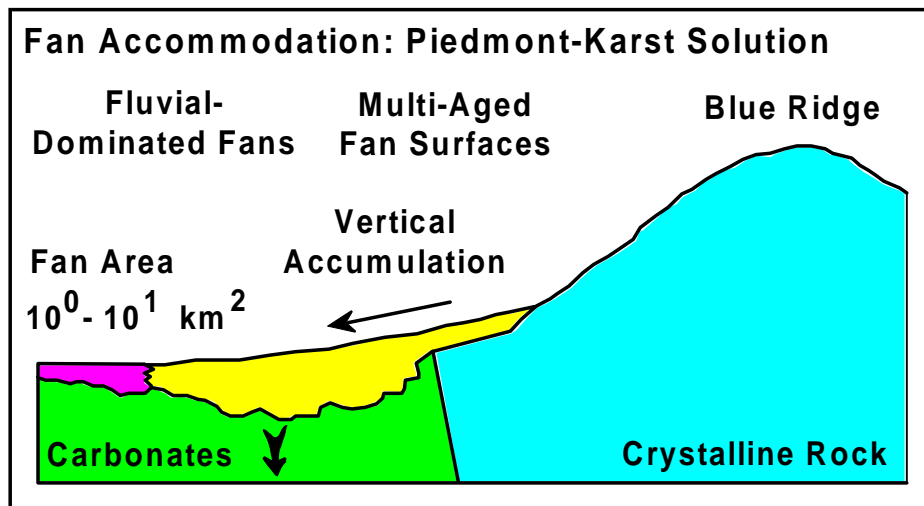 Fan Accommodation: Piedmont-Karst Solution
Fluvial-
Dominated Fans
Multi-Aged
Fan Surfaces
Blue Ridge
Vertical
Accumulation
Fan Area
10⁰- 10¹ km²
Carbonates
Crystalline Rock